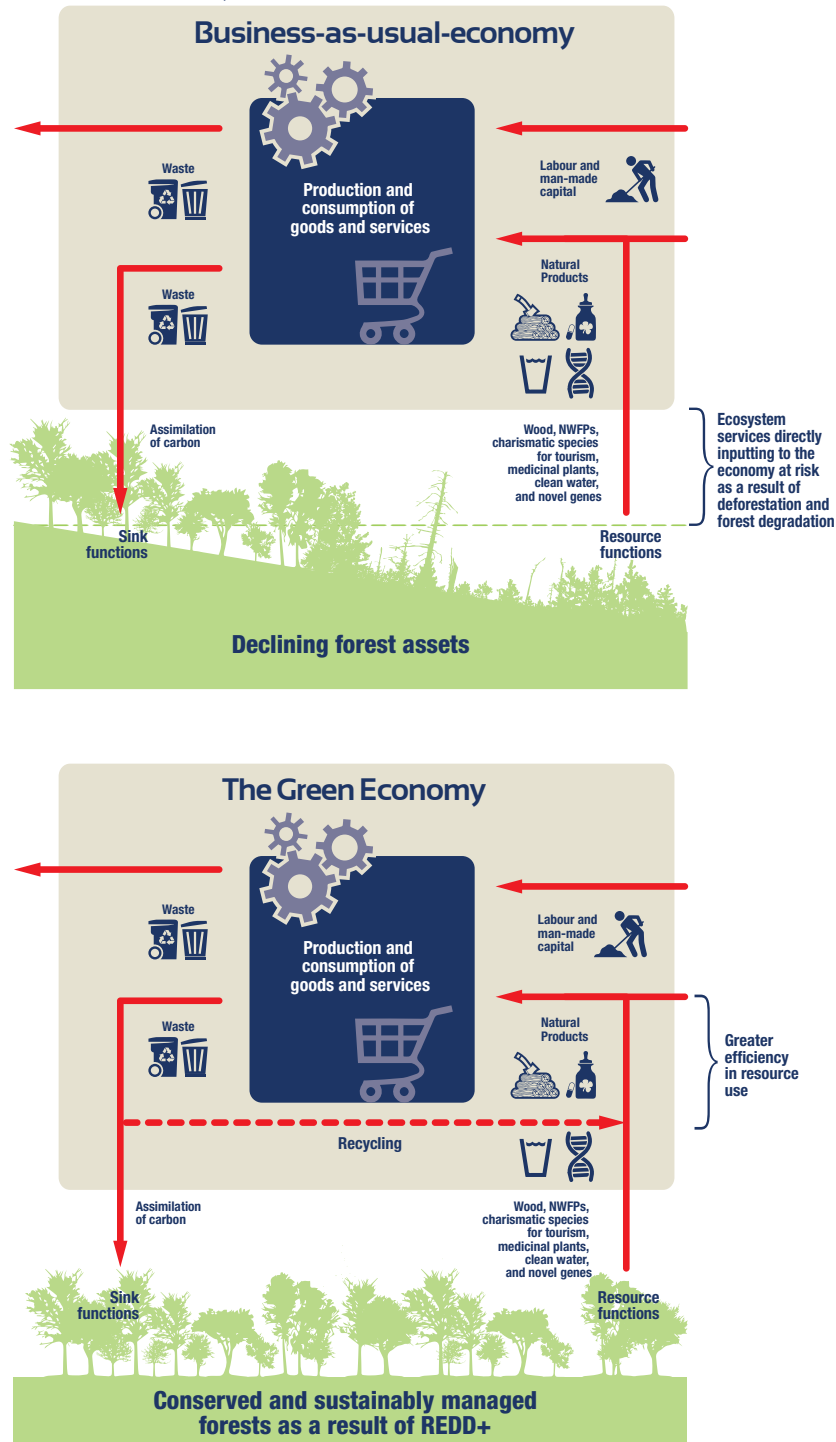 Business-as-usual-economy
Waste
Labour and
man-made
capital
Production and
consumption of
goods and services
Waste
Natural
Products
Assimilation
of carbon
Wood, NWFPs,
charismatic species
for tourism,
medicinal plants,
clean water,
and novel genes
Ecosystem
services directly
inputting to the
economy at risk
as a result of
deforestation and
forest degradation
Sink
functions
Resource
functions
Declining forest assets
The Green Economy
Waste
Labour and
man-made
capital
Production and
consumption of
goods and services
Waste
Natural
Products
Greater
efficiency
in resource
use
Recycling
Assimilation
of carbon
Wood, NWFPs,
charismatic species
for tourism,
medicinal plants,
clean water,
and novel genes
Sink
functions
Resource
functions
Conserved and sustainably managed
forests as a result of REDD+